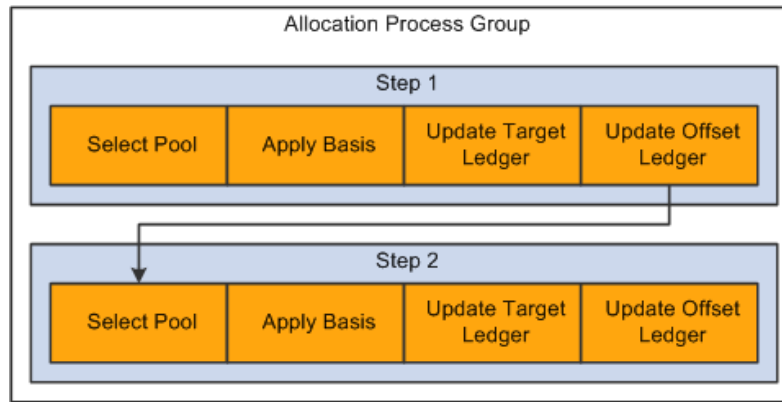 Allocation Process Group
Step 1
Select Pool
Apply Basis
Update Target
Ledger
Update Offset
Ledger
Step 2
Select Pool
Apply Basis
Update Target
Ledger
Update Offset
Ledger